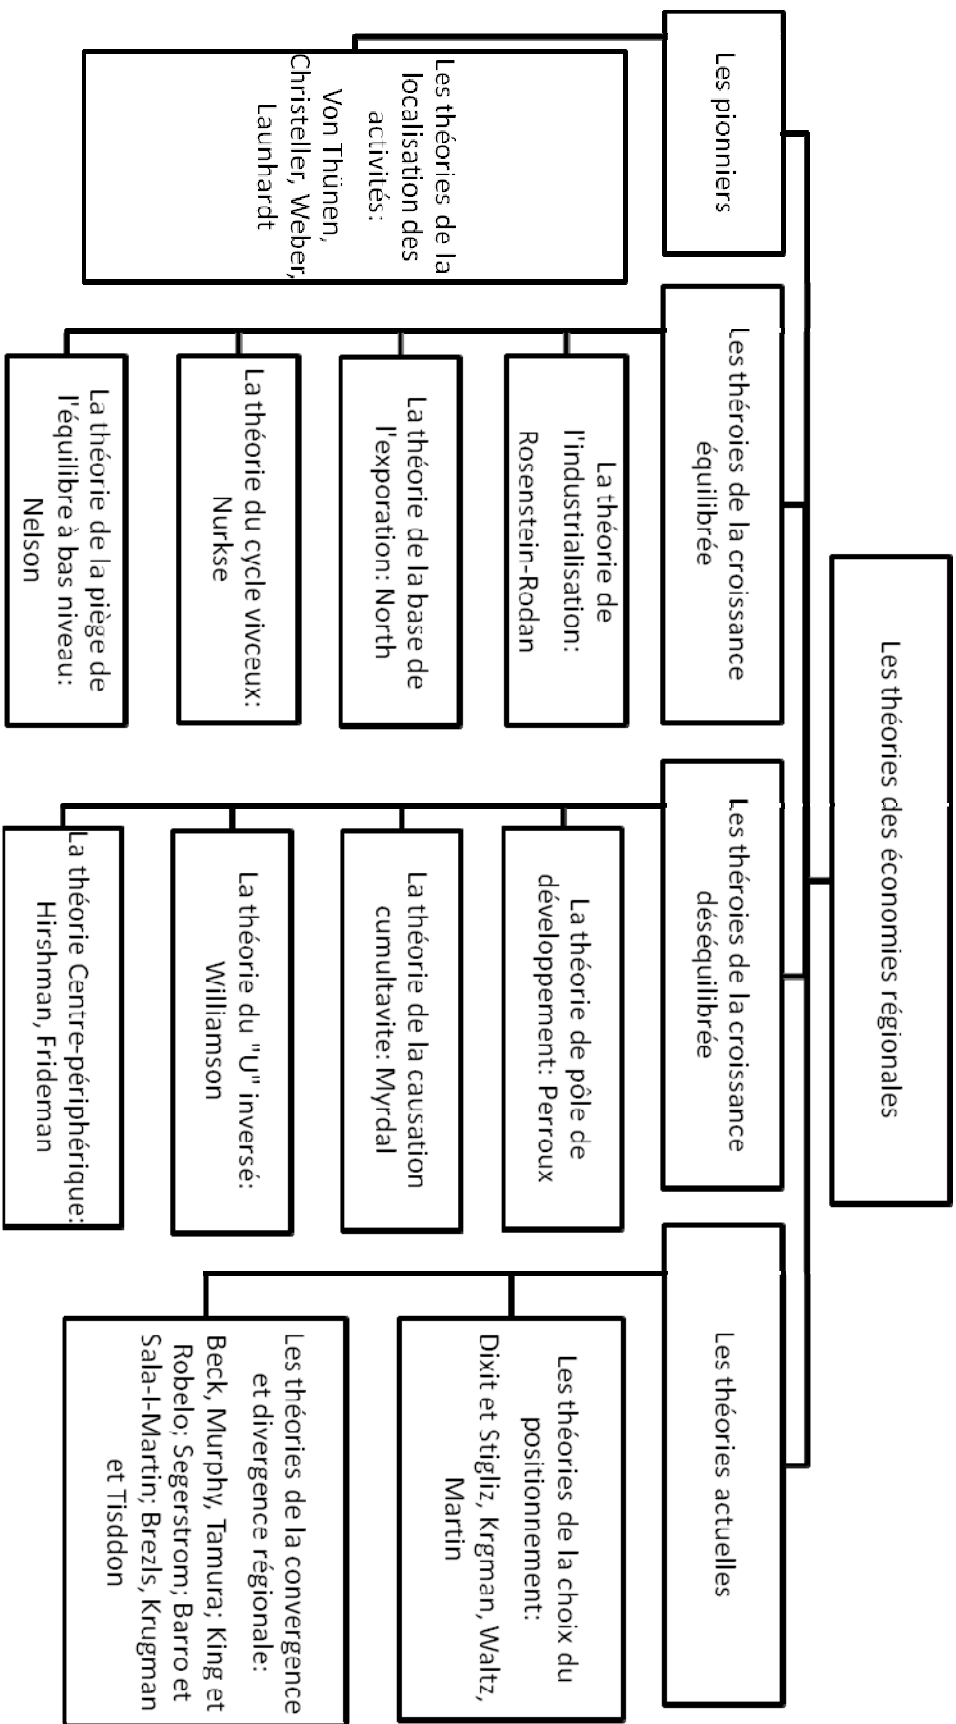 Les théories des économies régionales
Les pionniers
Les théories de la
localisation des
activités:
Von Thünen,
Christeller, Weber,
Launhardt
Les théroies de la croissance
équilibrée
La théorie de
l'industrialisation:
Rosenstein-Rodan
La théorie de la base de
l'exporation: North
La théorie du cycle vivceux:
Nurkse
La théorie de la piège de
l'équilibre à bas niveau:
Nelson
Les théroies de la croissance
déséquilibrée
La théorie de pôle de
développement: Perroux
La théorie de la causation
cumultavite: Myrdal
La théorie du "U" inversé:
Williamson
La théorie Centre-périphérique:
Hirshman, Frideman
Les théories actuelles
Les théories de la choix du
positionnement:
Dixit et Stigliz, Krgman, Waltz,
Martin
Les théories de la convergence
et divergence régionale:
Beck, Murphy, Tamura; King et
Robelo; Segerstrom; Barro et
Sala-I-Martin; Brezls, Krugman
et Tisddon